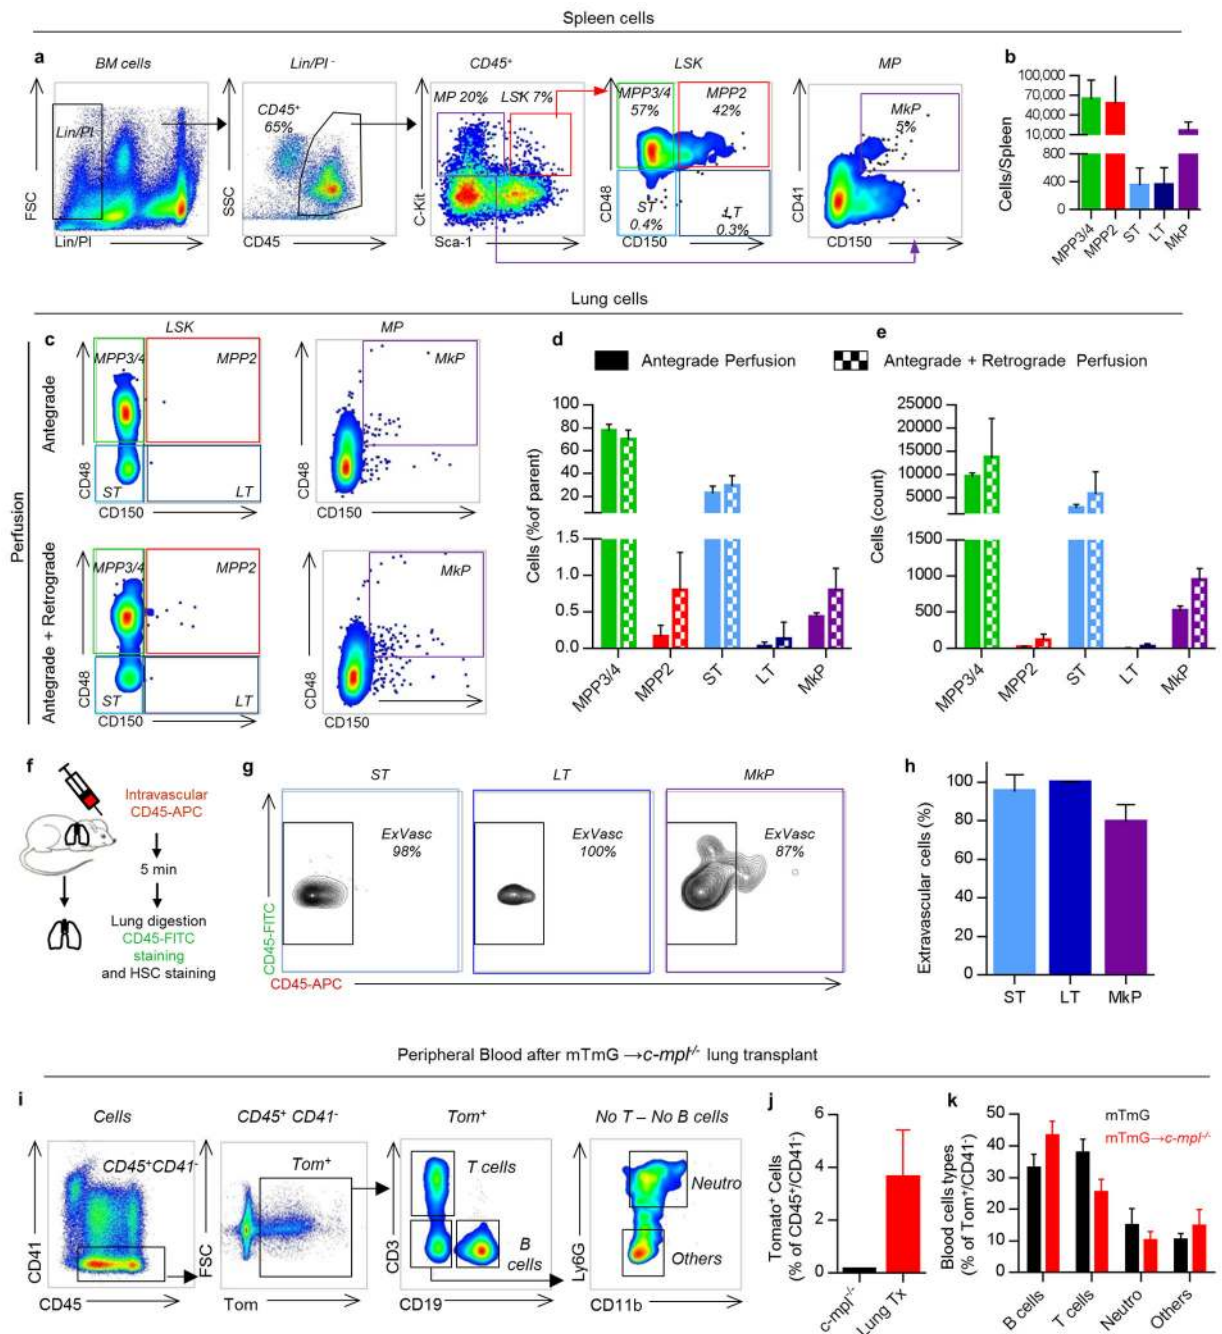 Spleen cells
a
BM cells
Lin/PI -
CD45+
LSK
MP
b
Lin/PI-
CD45+
65%
MP 20%
LSK 7%
MPP3/4
57%
MPP2
42%
MkP
5%
ST
0.4%
LT
0.3%
FSC
SSC
C-Kit
CD48
CD41
Lin/PI
CD45
Sca-1
CD150
CD150
Cells/Spleen
100,000
70,000
40,000
10,000
800
400
0
MPP3/4
MPP2
ST
LT
MkP
Lung cells
Perfusion
c
LSK
MP
Antegrade
MPP3/4
MPP2
MkP
ST
LT
CD48
CD150
CD48
CD150
Antegrade + Retrograde
MPP3/4
MPP2
MkP
ST
LT
CD48
CD150
CD48
CD150
d
e
Antegrade Perfusion
Antegrade + Retrograde Perfusion
Cells (%of parent)
100
80
60
40
20
1.5
1.0
0.5
0.0
MPP3/4
MPP2
ST
LT
MkP
Cells (count)
25000
20000
15000
10000
5000
1500
1000
500
0
MPP3/4
MPP2
ST
LT
MkP
f
Intravascular
CD45-APC
5 min
Lung digestion
CD45-FITC
staining
and HSC staining
g
ST
LT
MkP
ExVasc
98%
ExVasc
100%
ExVasc
87%
CD45-FITC
CD45-APC
h
Extravascular cells (%)
100
80
60
40
20
0
ST
LT
MkP
Peripheral Blood after mTmG →c-mpl-/- lung transplant
i
Cells
CD45+ CD41-
Tom+
No T – No B cells
CD45+CD41-
Tom+
T cells
B
cells
Neutro
Others
CD41
CD45
FSC
Tom
CD3
CD19
Ly6G
CD11b
j
Tomato+ Cells
(% of CD45+/CD41-)
6
4
2
0
c-mpl-/-
Lung Tx
k
Blood cells types
(% of Tom+/CD41-)
50
40
30
20
10
0
mTmG
mTmG→c-mpl-/-
B cells
T cells
Neutro
Others